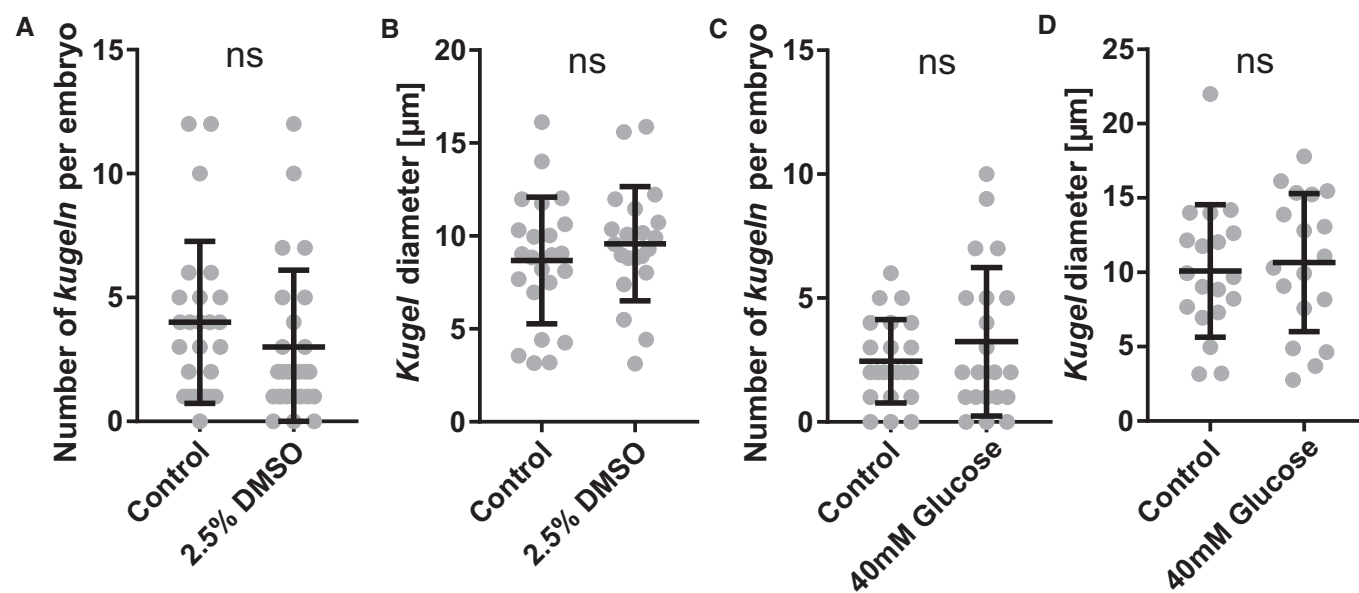 A
Number of kugeln per embryo
15
10
5
0
ns
Control
2.5% DMSO
B
Kugel diameter [µm]
20
15
10
5
0
ns
Control
2.5% DMSO
C
Number of kugeln per embryo
15
10
5
0
ns
Control
40mM Glucose
D
Kugel diameter [µm]
25
20
15
10
5
0
ns
Control
40mM Glucose